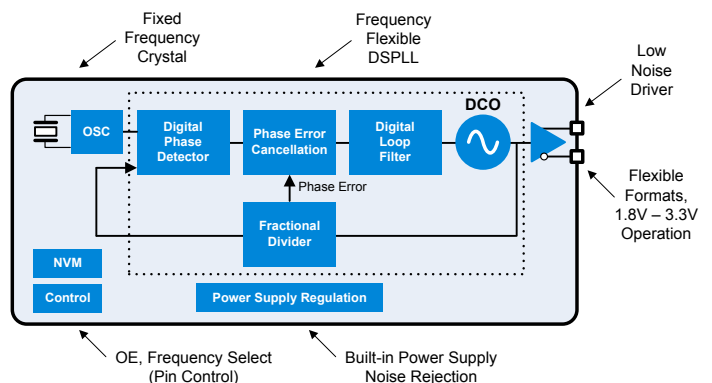 Fixed
Frequency
Crystal
Frequency
Flexible
DSPLL
Low
Noise
Driver
OSC
Digital
Phase
Detector
Phase Error
Cancellation
Digital
Loop
Filter
DCO
Phase Error
Fractional
Divider
Flexible
Formats,
1.8V – 3.3V
Operation
NVM
Control
Power Supply Regulation
OE, Frequency Select
(Pin Control)
Built-in Power Supply
Noise Rejection